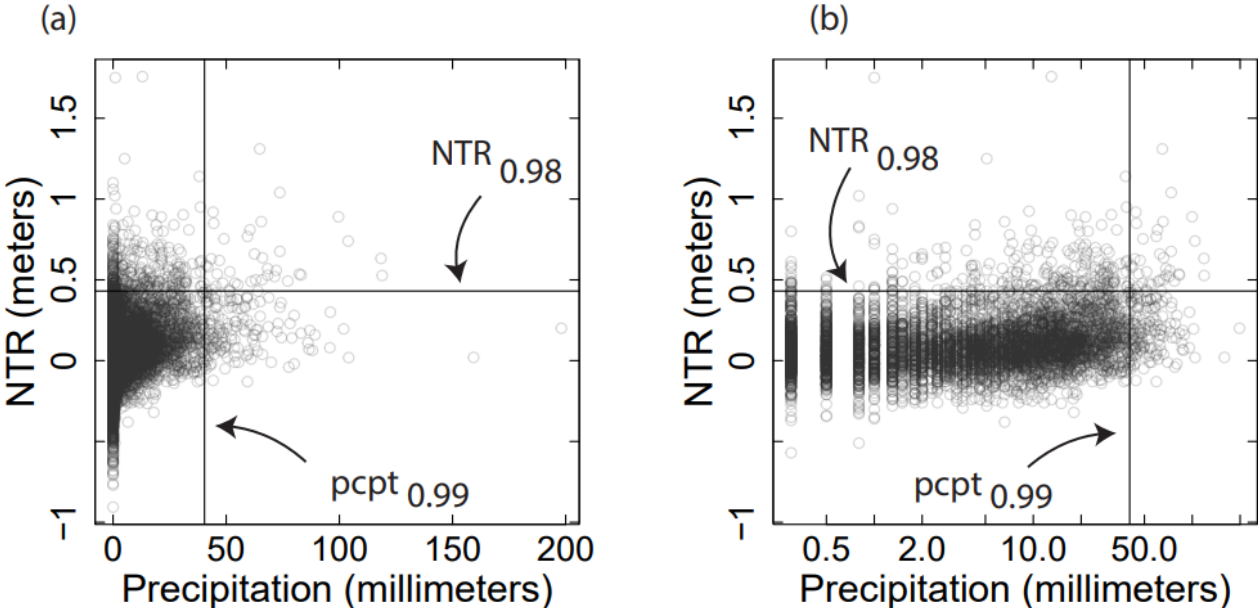 (a)
NTR (meters)
1.5
1
0.5
0
−1
NTR 0.98
pcpt 0.99
0 50 100 150 200
Precipitation (millimeters)
(b)
NTR (meters)
1.5
1
0.5
0
−1
NTR 0.98
pcpt 0.99
0.5 2.0 10.0 50.0
Precipitation (millimeters)